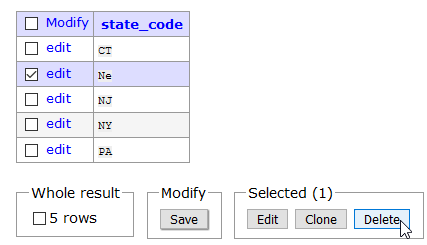 Modify state_code
edit CT
edit Ne
edit NJ
edit NY
edit PA
Whole result Modify Selected (1)
5 rows Save Edit Clone Delete